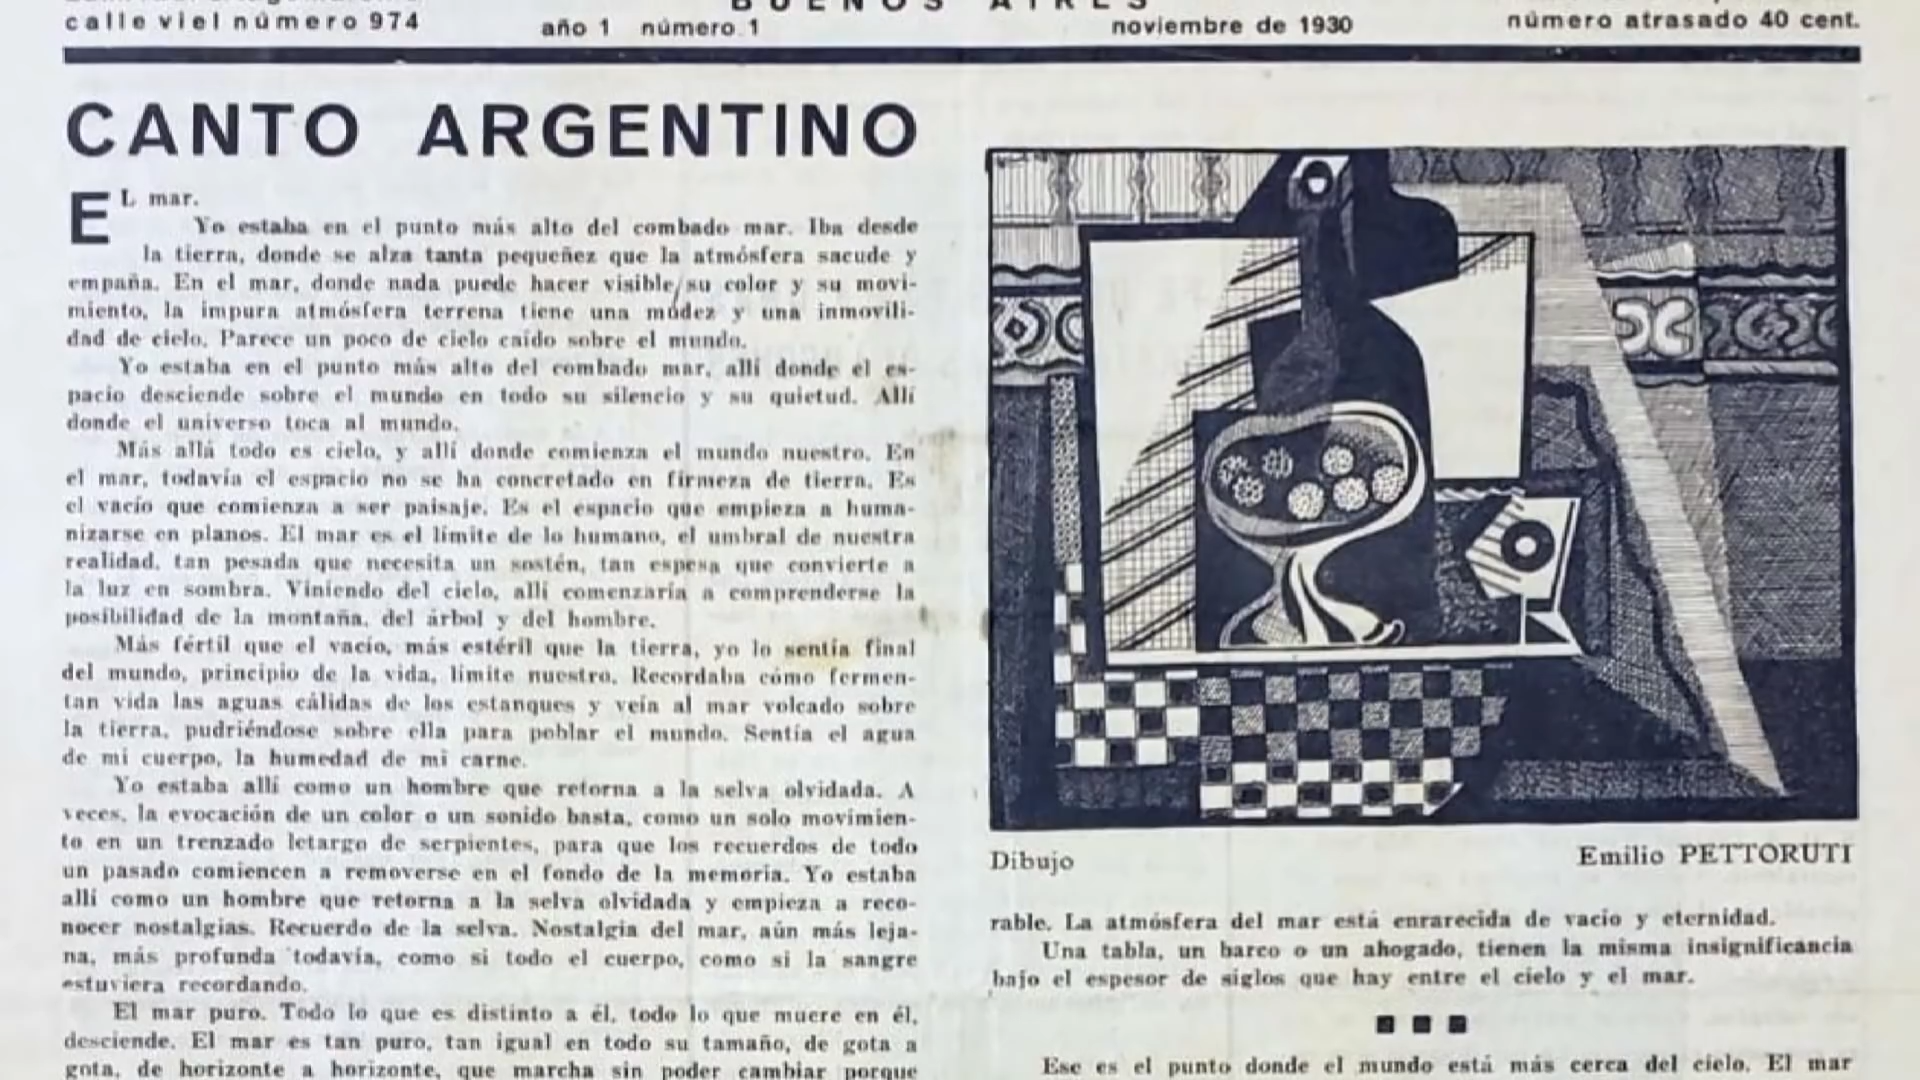 calle viel número 974
BUENOS AIRES
año 1 número 1
noviembre de 1930
número atrasado 40 cent.
CANTO ARGENTINO
EL mar.
Yo estaba en el punto más alto del combado mar. Iba desde
la tierra, donde se alza tanta pequeñez que la atmósfera sacude y
empaña. En el mar, donde nada puede hacer visible su color y su movi-
miento, la impura atmósfera terrena tiene una mudez y una inmovili-
dad de cielo. Parece un poco de cielo caído sobre el mundo.
Yo estaba en el punto más alto del combado mar, allí donde el es-
pacio desciende sobre el mundo en todo su silencio y su quietud. Allí
donde el universo toca al mundo.
Más allá todo es cielo, y allí donde comienza el mundo nuestro. En
el mar, todavía el espacio no se ha concretado en firmeza de tierra. Es
el vacío que comienza a ser paisaje. Es el espacio que empieza a huma-
nizarse en planos. El mar es el límite de lo humano, el umbral de nuestra
realidad, tan pesada que necesita un sostén, tan espesa que convierte a
la luz en sombra. Viniendo del cielo, allí comenzaría a comprenderse la
posibilidad de la montaña, del árbol y del hombre.
Más fértil que el vacío, más estéril que la tierra, yo lo sentía final
del mundo, principio de la vida, límite nuestro. Recordaba cómo fermen-
tan vida las aguas cálidas de los estanques y veía al mar volcado sobre
la tierra, pudriéndose sobre ella para poblar el mundo. Sentía el agua
de mi cuerpo, la humedad de mi carne.
Yo estaba allí como un hombre que retorna a la selva olvidada. A
veces, la evocación de un color o un sonido basta, como un solo movimien-
to en un trenzado letargo de serpientes, para que los recuerdos de todo
un pasado comiencen a removerse en el fondo de la memoria. Yo estaba
allí como un hombre que retorna a la selva olvidada y empieza a reco-
nocer nostalgias. Recuerdo de la selva. Nostalgia del mar, aún más leja-
na, más profunda todavía, como si todo el cuerpo, como si la sangre
estuviera recordando.
El mar puro. Todo lo que es distinto a él, todo lo que muere en él,
desciende. El mar es tan puro, tan igual en todo su tamaño, de gota a
gota, de horizonte a horizonte, que marcha sin poder cambiar porque
Dibujo
Emilio PETTORUTI
rable. La atmósfera del mar está enrarecida de vacío y eternidad.
Una tabla, un barco o un ahogado, tienen la misma insignificancia
bajo el espesor de siglos que hay entre el cielo y el mar.
Ese es el punto donde el mundo está más cerca del cielo. El mar